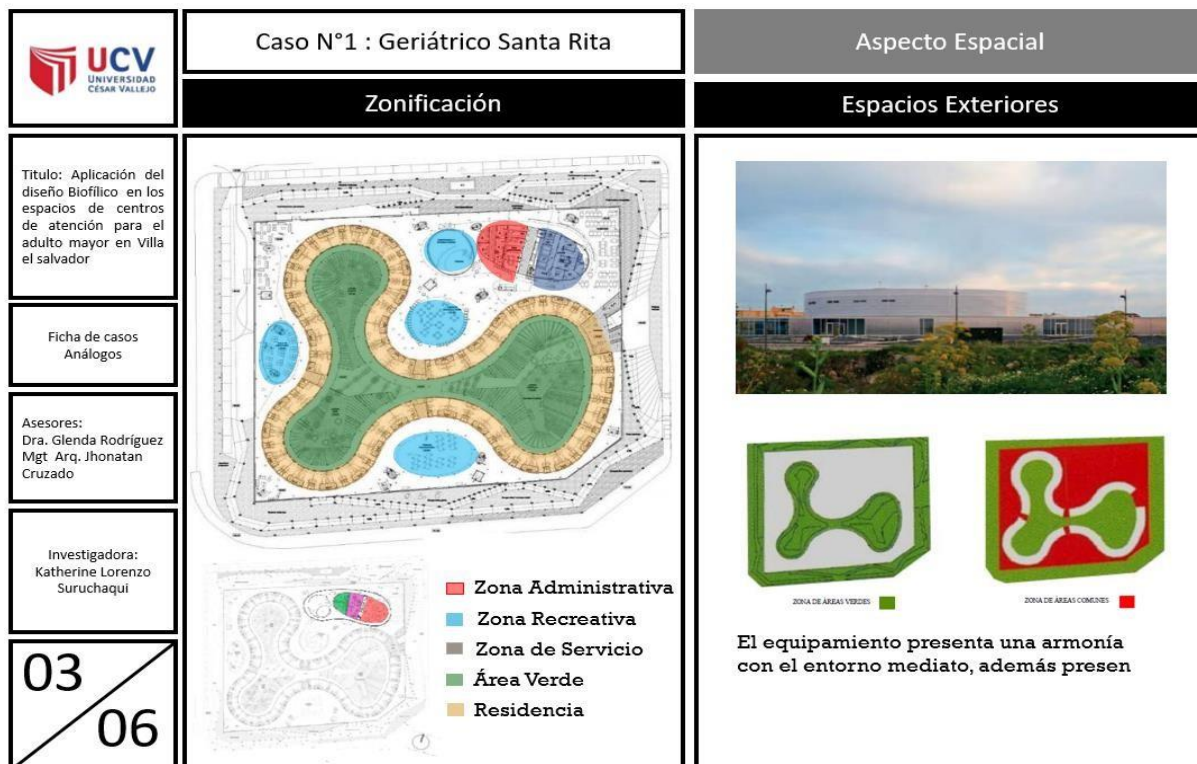 UCV
UNIVERSIDAD
CÉSAR VALLEJO
Caso N°1 : Geriátrico Santa Rita
Aspecto Espacial
Zonificación
Espacios Exteriores
Titulo: Aplicación del
diseño Biofílico en los
espacios de centros
de atención para el
adulto mayor en Villa
el salvador
Ficha de casos
Análogos
Asesores:
Dra. Glenda Rodríguez
Mgt Arq. Jhonatan
Cruzado
Investigadora:
Katherine Lorenzo
Suruchaqui
03
06
Zona Administrativa
Zona Recreativa
Zona de Servicio
Área Verde
Residencia
ZONA DE ÁREAS VERDES
ZONA DE ÁREAS COMUNES
El equipamiento presenta una armonía
con el entorno mediato, además presen